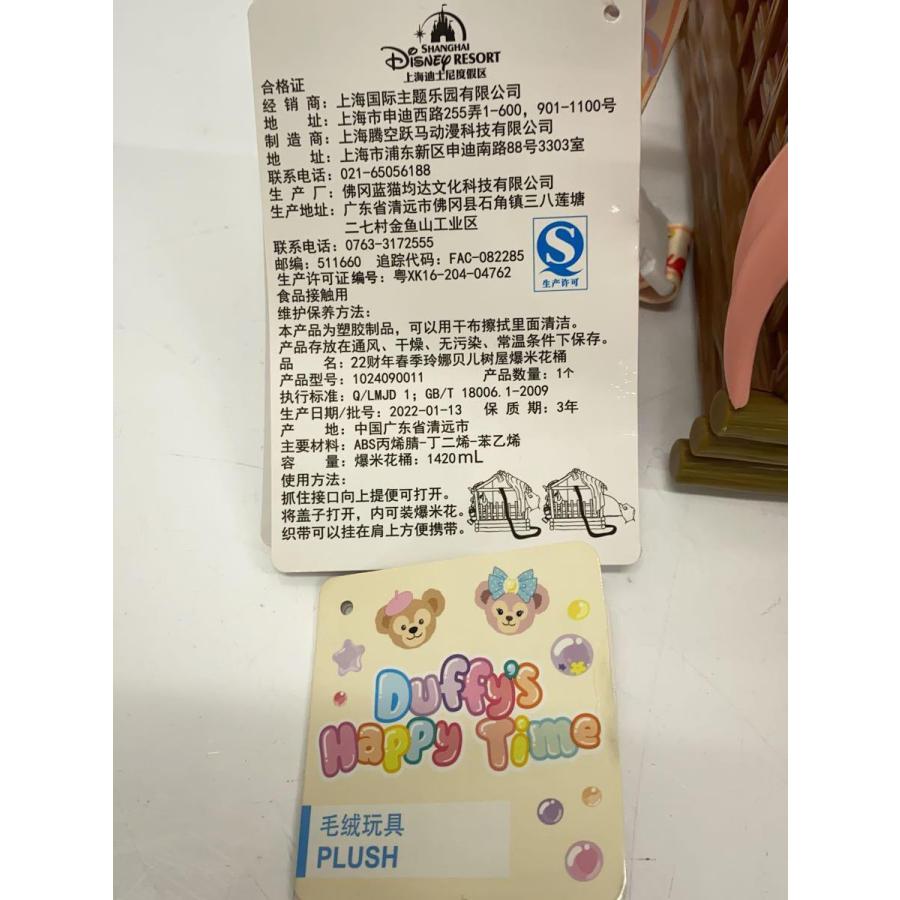 SHANGHAI
Disney RESORT
上海迪士尼度假区
合格证
经销商：上海国际主题乐园有限公司
地址：上海市申迪西路255弄1-600，901-1100号
制造商：上海腾空跃马动漫科技有限公司
地址：上海市浦东新区申迪南路88号3303室
联系电话：021-65056188
生产厂：佛冈蓝猫均达文化科技有限公司
生产地址：广东省清远市佛冈县石角镇三八莲塘
二七村金鱼山工业区
联系电话：0763-3172555
邮编：511660 追踪代码：FAC-082285
生产许可证编号：粤XK16-204-04762
S
生产许可
食品接触用
维护保养方法：
本产品为塑胶制品，可以用干布擦拭里面清洁。
产品存放在通风、干燥、无污染、常温条件下保存。
品名：22财年春季玲娜贝儿树屋爆米花桶
产品型号：1024090011 产品数量：1个
执行标准：Q/LMJD 1；GB/T 18006.1-2009
生产日期/批号：2022-01-13 保质期：3年
产地：中国广东省清远市
主要材料：ABS丙烯腈-丁二烯-苯乙烯
容量：爆米花桶：1420mL
使用方法：
抓住接口向上提便可打开。
将盖子打开，内可装爆米花。
织带可以挂在肩上方便携带。
Duffy's
Happy Time
毛绒玩具
PLUSH